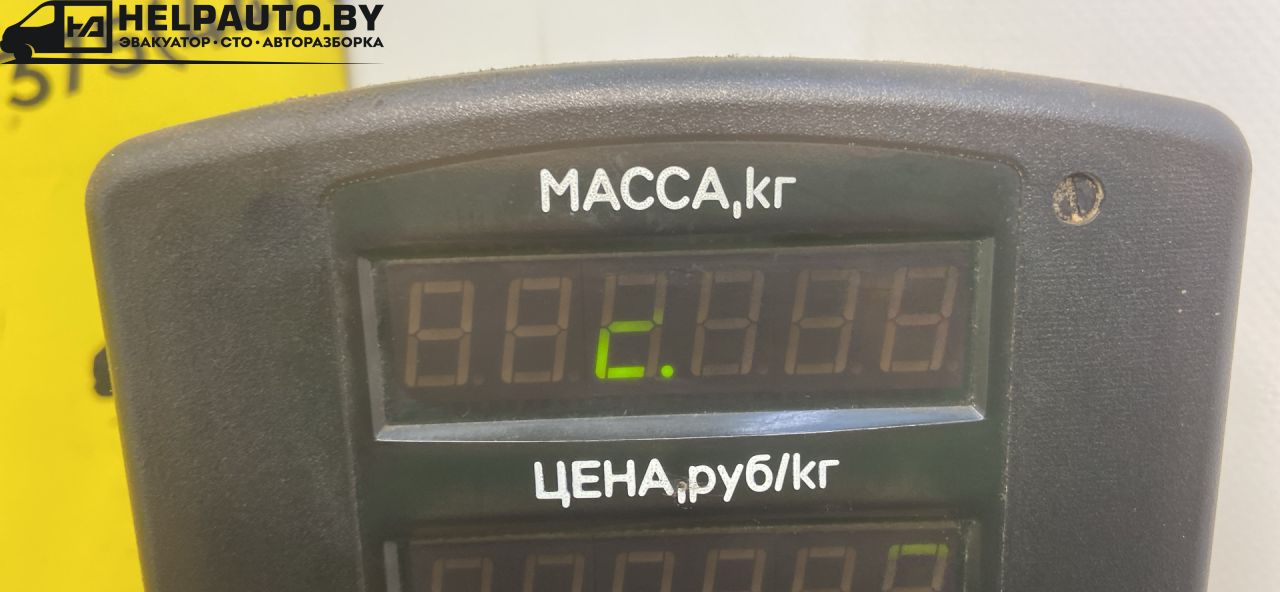 HELPAUTO.BY
ЭВАКУАТОР • СТО • АВТОРАЗБОРКА
МАССА,кг
c.
ЦЕНА,руб/кг